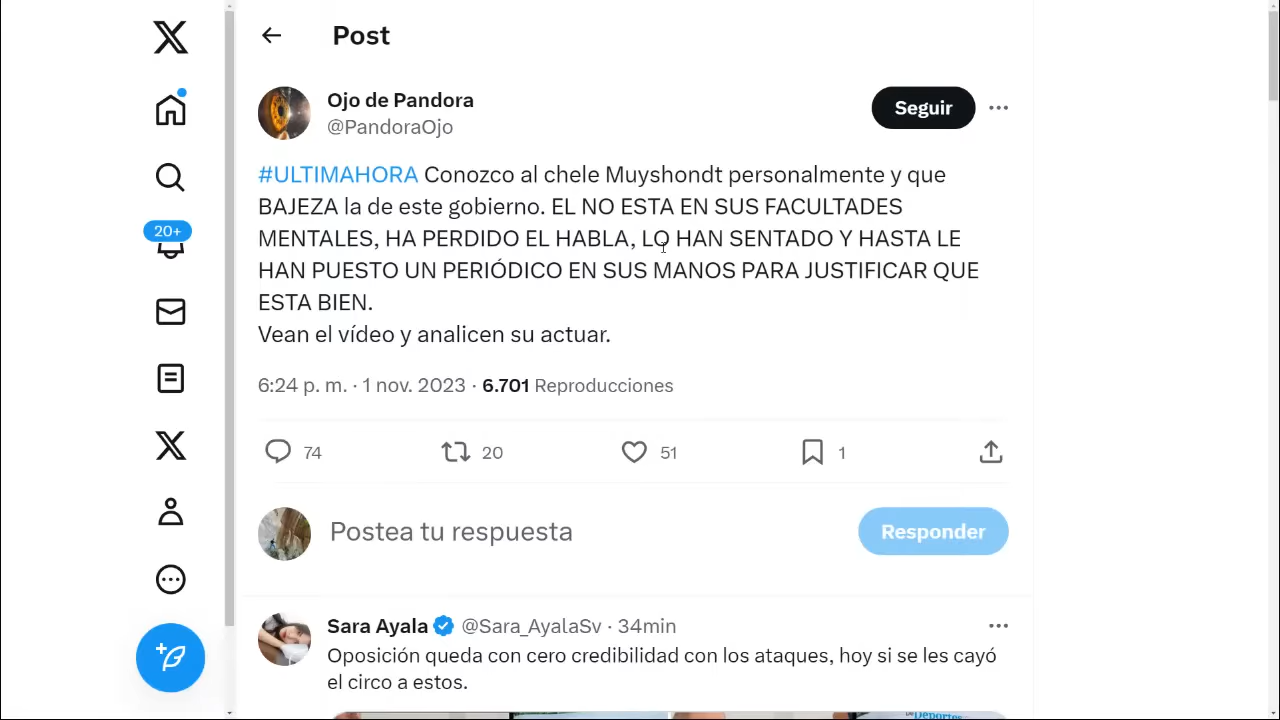 Post
Ojo de Pandora
@PandoraOjo
Seguir
#ULTIMAHORA Conozco al chele Muyshondt personalmente y que
BAJEZA la de este gobierno. EL NO ESTA EN SUS FACULTADES
MENTALES, HA PERDIDO EL HABLA, LO HAN SENTADO Y HASTA LE
HAN PUESTO UN PERIÓDICO EN SUS MANOS PARA JUSTIFICAR QUE
ESTA BIEN.
Vean el vídeo y analicen su actuar.
20+
6:24 p. m. · 1 nov. 2023 · 6.701 Reproducciones
74 20 51 1
Postea tu respuesta
Responder
Sara Ayala @Sara_AyalaSv · 34min
Oposición queda con cero credibilidad con los ataques, hoy si se les cayó
el circo a estos.
Deportes